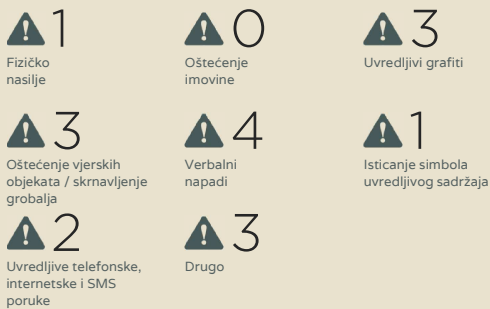 1
Fizičko
nasilje
0
Oštećenje
imovine
3
Uvredljivi grafiti
3
Oštećenje vjerskih
objekata / skrnavljenje
grobalja
4
Verbalni
napadi
1
Isticanje simbola
uvredljivog sadržaja
2
Uvredljive telefonske,
internetske i SMS
poruke
3
Drugo